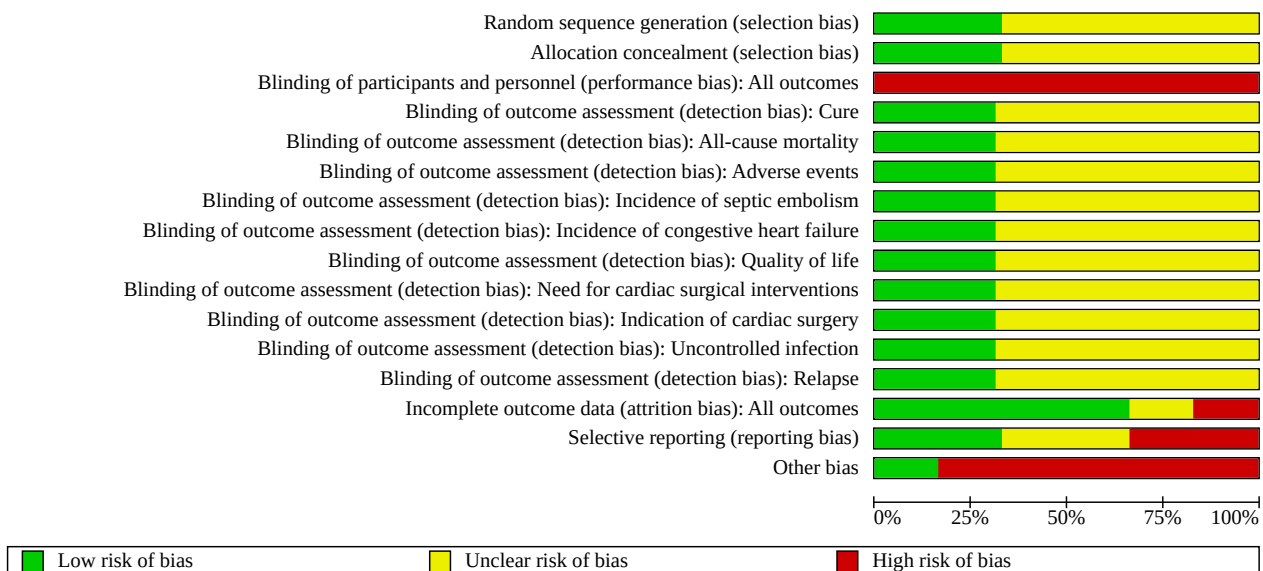 Random sequence generation (selection bias)
Allocation concealment (selection bias)
Blinding of participants and personnel (performance bias): All outcomes
Blinding of outcome assessment (detection bias): Cure
Blinding of outcome assessment (detection bias): All-cause mortality
Blinding of outcome assessment (detection bias): Adverse events
Blinding of outcome assessment (detection bias): Incidence of septic embolism
Blinding of outcome assessment (detection bias): Incidence of congestive heart failure
Blinding of outcome assessment (detection bias): Quality of life
Blinding of outcome assessment (detection bias): Need for cardiac surgical interventions
Blinding of outcome assessment (detection bias): Indication of cardiac surgery
Blinding of outcome assessment (detection bias): Uncontrolled infection
Blinding of outcome assessment (detection bias): Relapse
Incomplete outcome data (attrition bias): All outcomes
Selective reporting (reporting bias)
Other bias
0% 25% 50% 75% 100%
Low risk of bias Unclear risk of bias High risk of bias